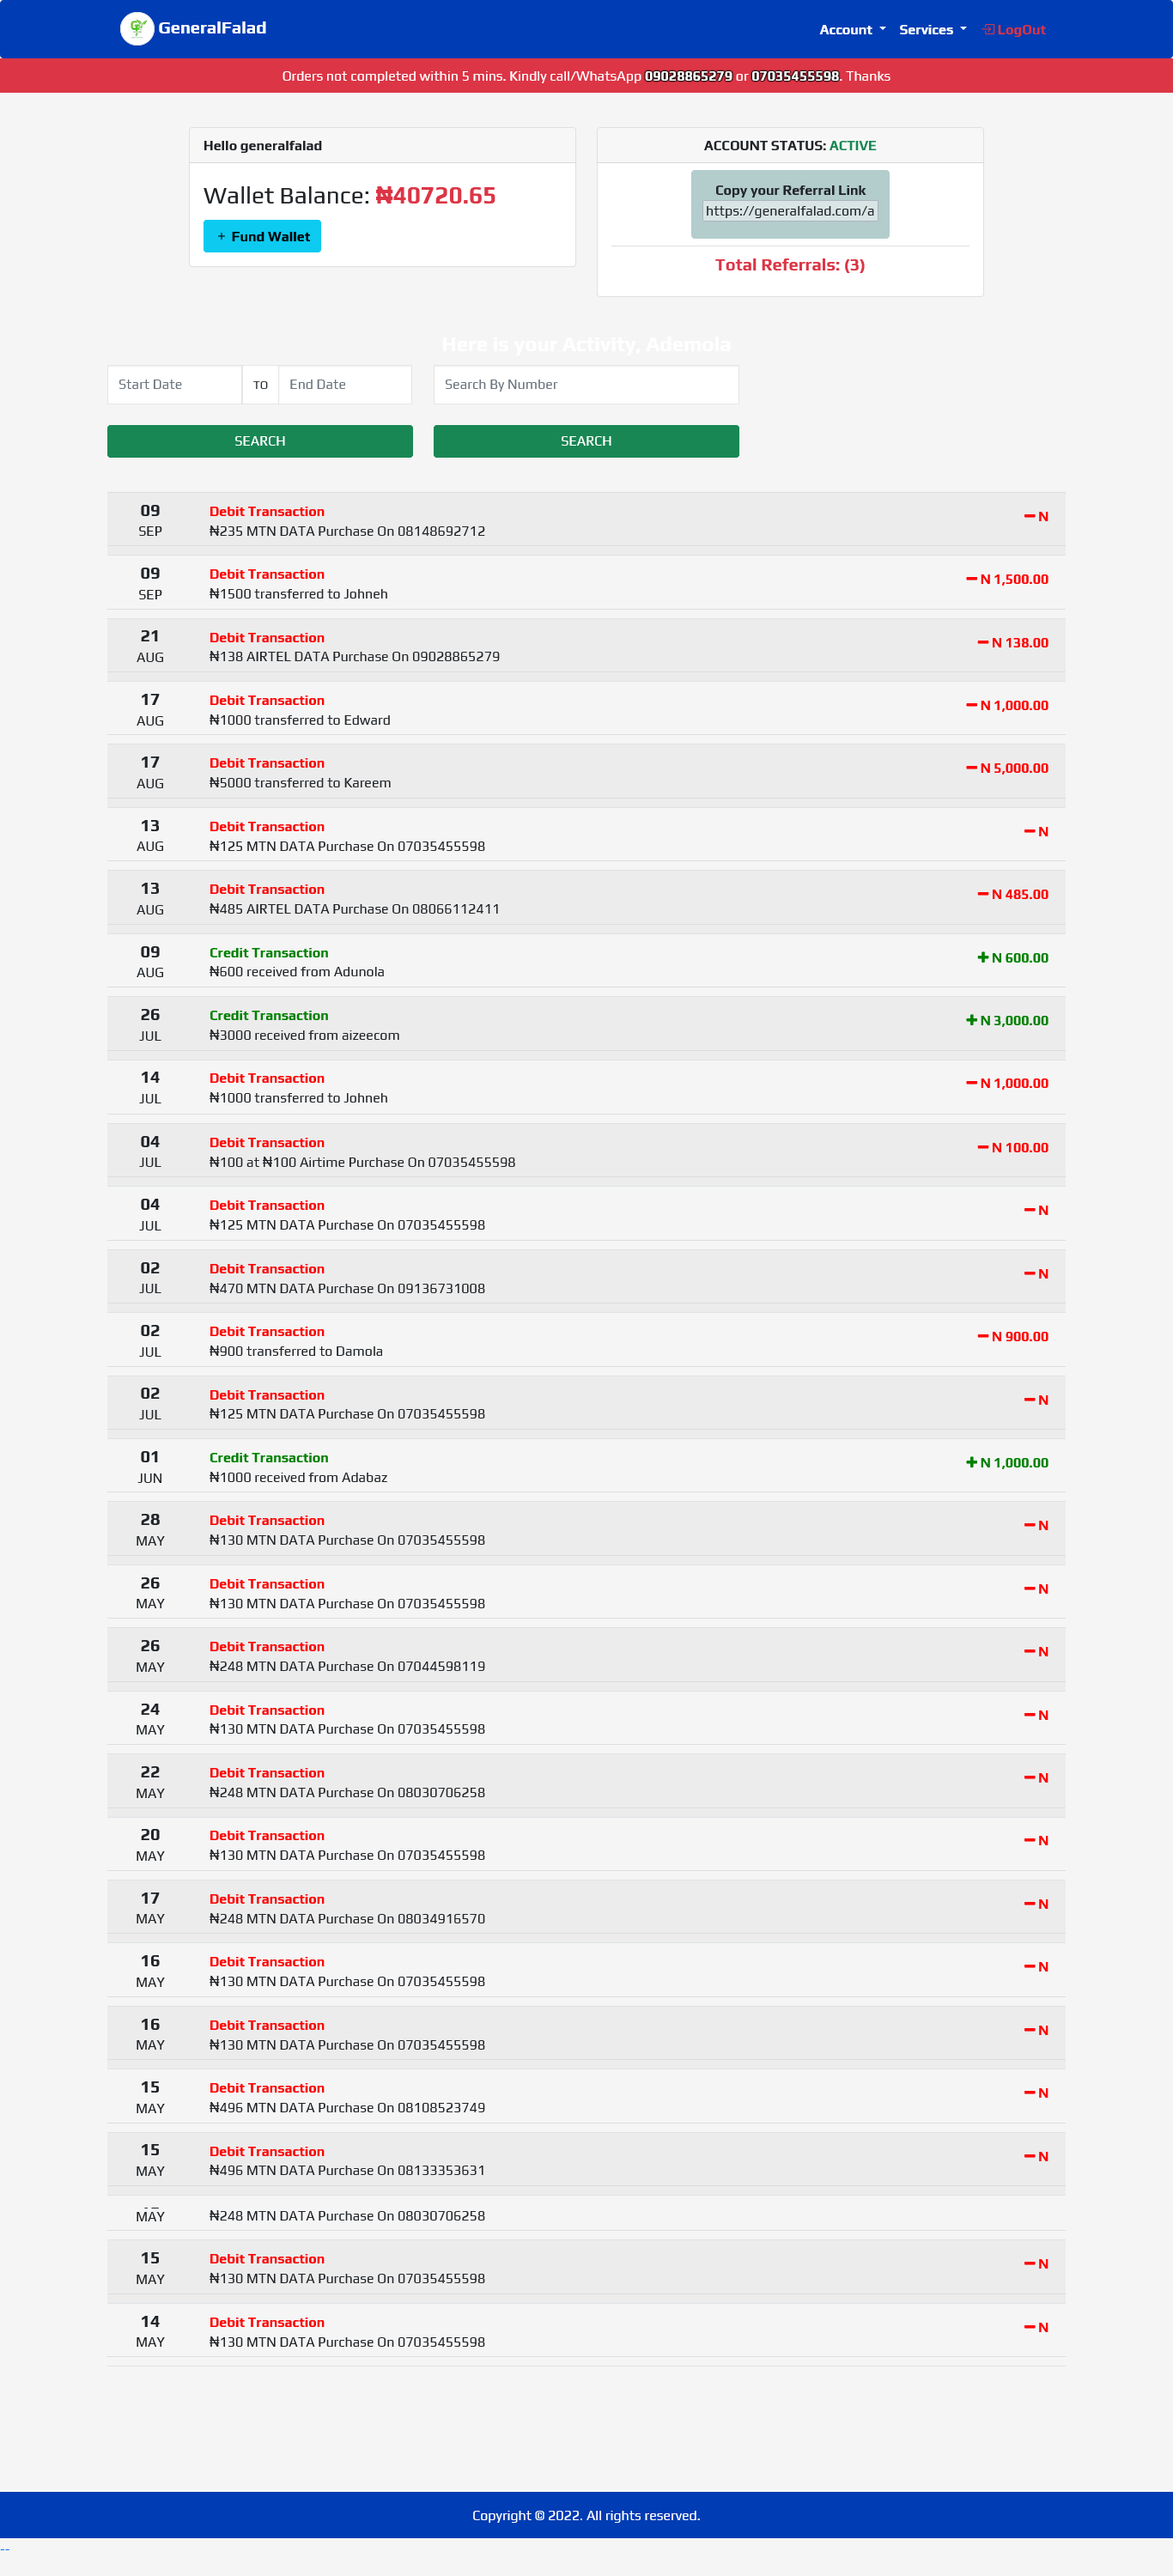 GeneralFalad
Account Services LogOut
Orders not completed within 5 mins. Kindly call/WhatsApp 09028865279 or 07035455598. Thanks
Hello generalfalad
Wallet Balance: ₦40720.65
+ Fund Wallet
ACCOUNT STATUS: ACTIVE
Copy your Referral Link
https://generalfalad.com/a
Total Referrals: (3)
Here is your Activity, Ademola
Start Date TO End Date Search By Number
SEARCH SEARCH
09 Debit Transaction − N
SEP ₦235 MTN DATA Purchase On 08148692712
09 Debit Transaction − N 1,500.00
SEP ₦1500 transferred to Johneh
21 Debit Transaction − N 138.00
AUG ₦138 AIRTEL DATA Purchase On 09028865279
17 Debit Transaction − N 1,000.00
AUG ₦1000 transferred to Edward
17 Debit Transaction − N 5,000.00
AUG ₦5000 transferred to Kareem
13 Debit Transaction − N
AUG ₦125 MTN DATA Purchase On 07035455598
13 Debit Transaction − N 485.00
AUG ₦485 AIRTEL DATA Purchase On 08066112411
09 Credit Transaction + N 600.00
AUG ₦600 received from Adunola
26 Credit Transaction + N 3,000.00
JUL ₦3000 received from aizeecom
14 Debit Transaction − N 1,000.00
JUL ₦1000 transferred to Johneh
04 Debit Transaction − N 100.00
JUL ₦100 at ₦100 Airtime Purchase On 07035455598
04 Debit Transaction − N
JUL ₦125 MTN DATA Purchase On 07035455598
02 Debit Transaction − N
JUL ₦470 MTN DATA Purchase On 09136731008
02 Debit Transaction − N 900.00
JUL ₦900 transferred to Damola
02 Debit Transaction − N
JUL ₦125 MTN DATA Purchase On 07035455598
01 Credit Transaction + N 1,000.00
JUN ₦1000 received from Adabaz
28 Debit Transaction − N
MAY ₦130 MTN DATA Purchase On 07035455598
26 Debit Transaction − N
MAY ₦130 MTN DATA Purchase On 07035455598
26 Debit Transaction − N
MAY ₦248 MTN DATA Purchase On 07044598119
24 Debit Transaction − N
MAY ₦130 MTN DATA Purchase On 07035455598
22 Debit Transaction − N
MAY ₦248 MTN DATA Purchase On 08030706258
20 Debit Transaction − N
MAY ₦130 MTN DATA Purchase On 07035455598
17 Debit Transaction − N
MAY ₦248 MTN DATA Purchase On 08034916570
16 Debit Transaction − N
MAY ₦130 MTN DATA Purchase On 07035455598
16 Debit Transaction − N
MAY ₦130 MTN DATA Purchase On 07035455598
15 Debit Transaction − N
MAY ₦496 MTN DATA Purchase On 08108523749
15 Debit Transaction − N
MAY ₦496 MTN DATA Purchase On 08133353631
MAY ₦248 MTN DATA Purchase On 08030706258
15 Debit Transaction − N
MAY ₦130 MTN DATA Purchase On 07035455598
14 Debit Transaction − N
MAY ₦130 MTN DATA Purchase On 07035455598
Copyright © 2022. All rights reserved.
--